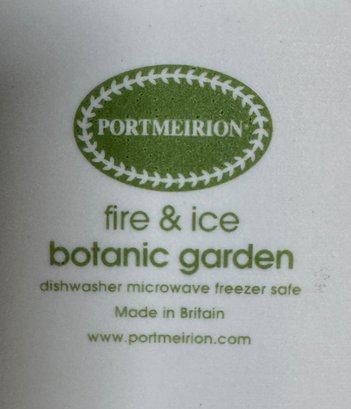 PORTMEIRION
fire & ice
botanic garden
dishwasher microwave freezer safe
Made in Britain
www.portmeirion.com